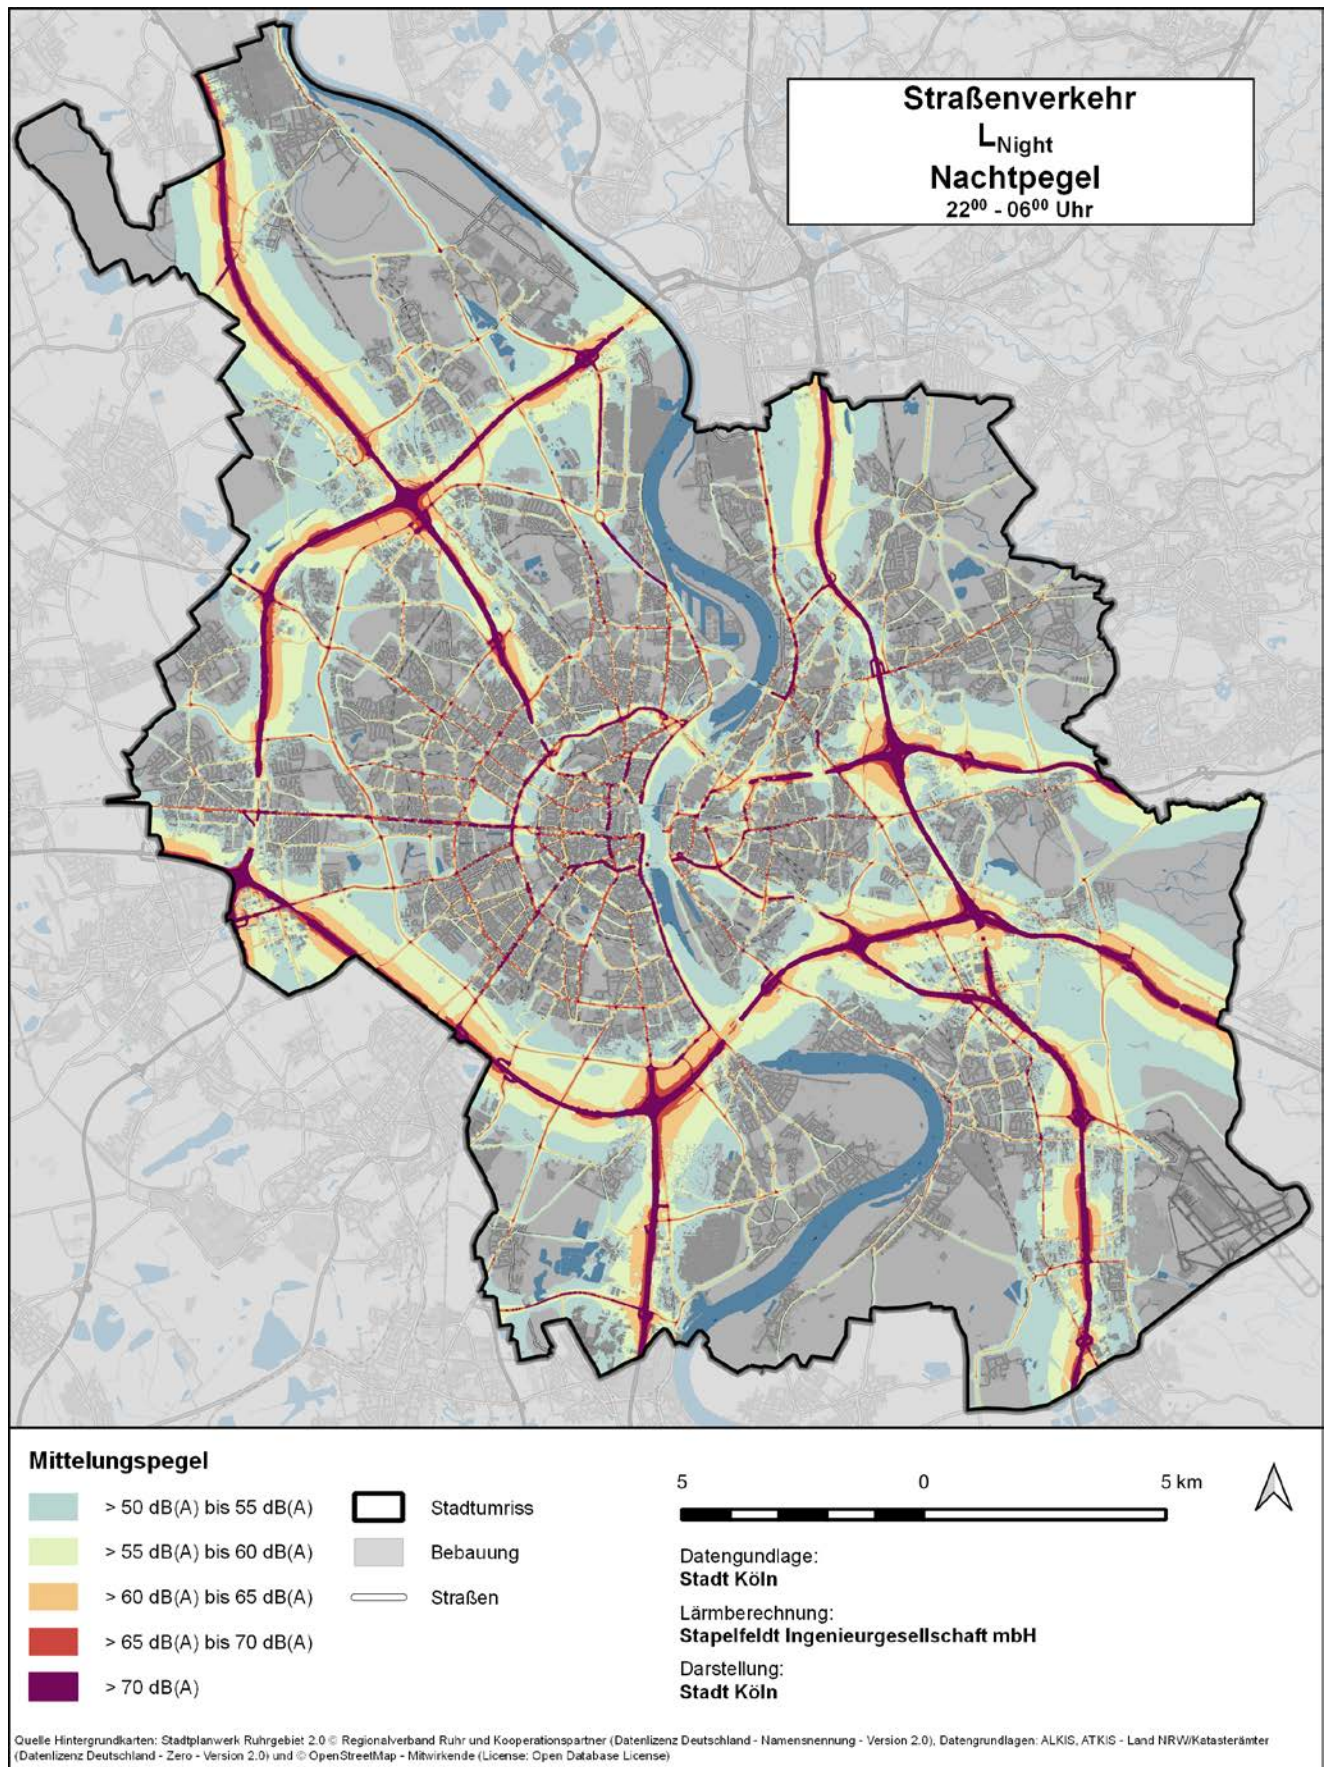 Straßenverkehr
LNight
Nachtpegel
22⁰⁰ - 06⁰⁰ Uhr
Mittelungspegel
> 50 dB(A) bis 55 dB(A)
> 55 dB(A) bis 60 dB(A)
> 60 dB(A) bis 65 dB(A)
> 65 dB(A) bis 70 dB(A)
> 70 dB(A)
Stadtumriss
Bebauung
Straßen
5 0 5 km
Datengundlage:
Stadt Köln
Lärmberechnung:
Stapelfeldt Ingenieurgesellschaft mbH
Darstellung:
Stadt Köln
Quelle Hintergrundkarten: Stadtplanwerk Ruhrgebiet 2.0 © Regionalverband Ruhr und Kooperationspartner (Datenlizenz Deutschland - Namensnennung - Version 2.0), Datengrundlagen: ALKIS, ATKIS - Land NRW/Katasterämter
(Datenlizenz Deutschland - Zero - Version 2.0) und © OpenStreetMap - Mitwirkende (License: Open Database License)